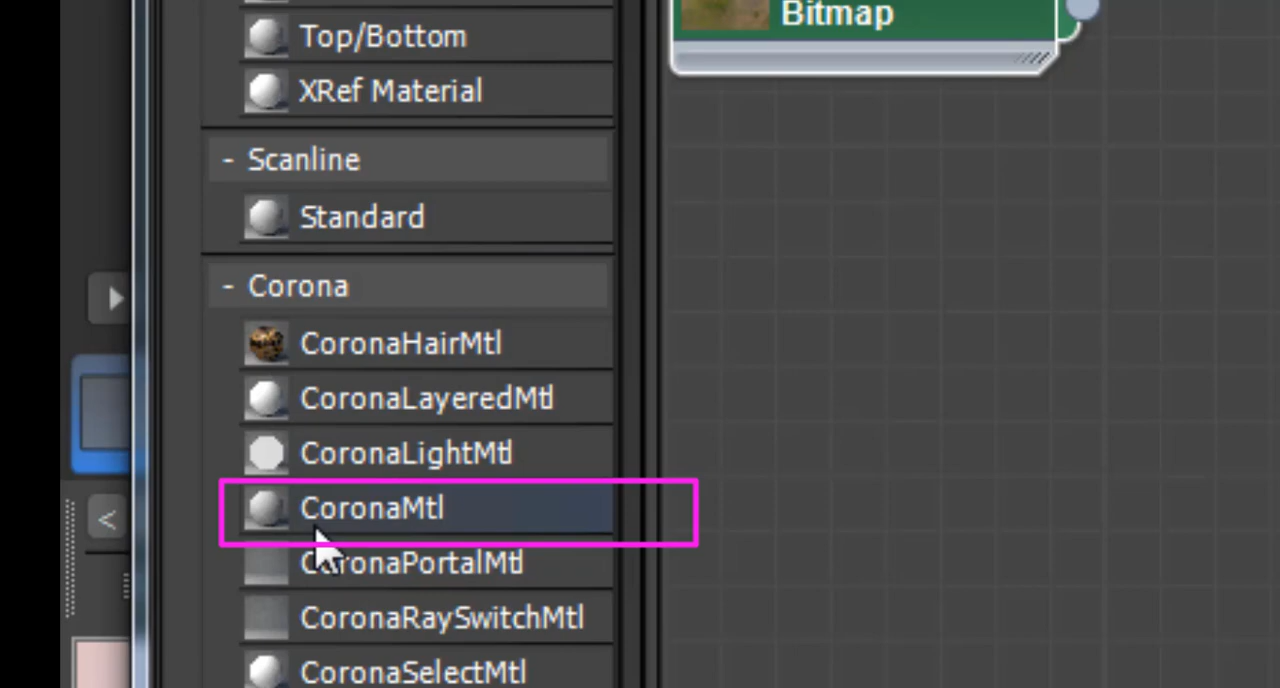 Bitmap
Top/Bottom
XRef Material
- Scanline
Standard
- Corona
CoronaHairMtl
CoronaLayeredMtl
CoronaLightMtl
CoronaMtl
CoronaPortalMtl
CoronaRaySwitchMtl
CoronaSelectMtl